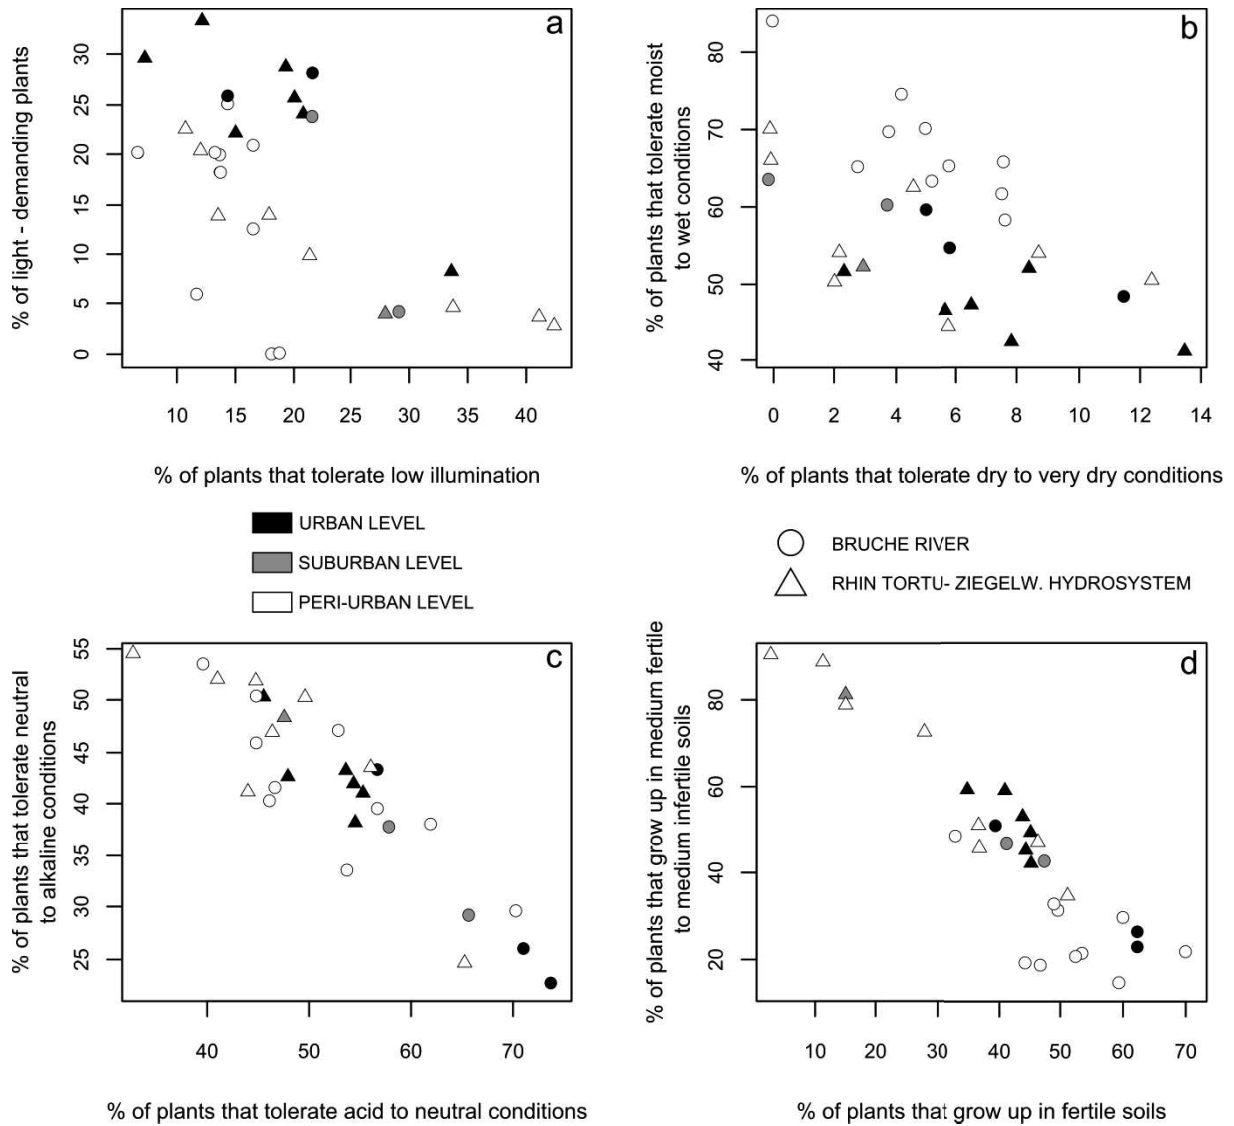 a
% of light - demanding plants
30
25
20
15
10
5
0
10 15 20 25 30 35 40
% of plants that tolerate low illumination
b
% of plants that tolerate moist
to wet conditions
80
70
60
50
40
0 2 4 6 8 10 12 14
% of plants that tolerate dry to very dry conditions
URBAN LEVEL
SUBURBAN LEVEL
PERI-URBAN LEVEL
BRUCHE RIVER
RHIN TORTU- ZIEGELW. HYDROSYSTEM
c
% of plants that tolerate neutral
to alkaline conditions
55
50
45
40
35
30
25
40 50 60 70
% of plants that tolerate acid to neutral conditions
d
% of plants that grow up in medium fertile
to medium infertile soils
80
60
40
20
10 20 30 40 50 60 70
% of plants that grow up in fertile soils